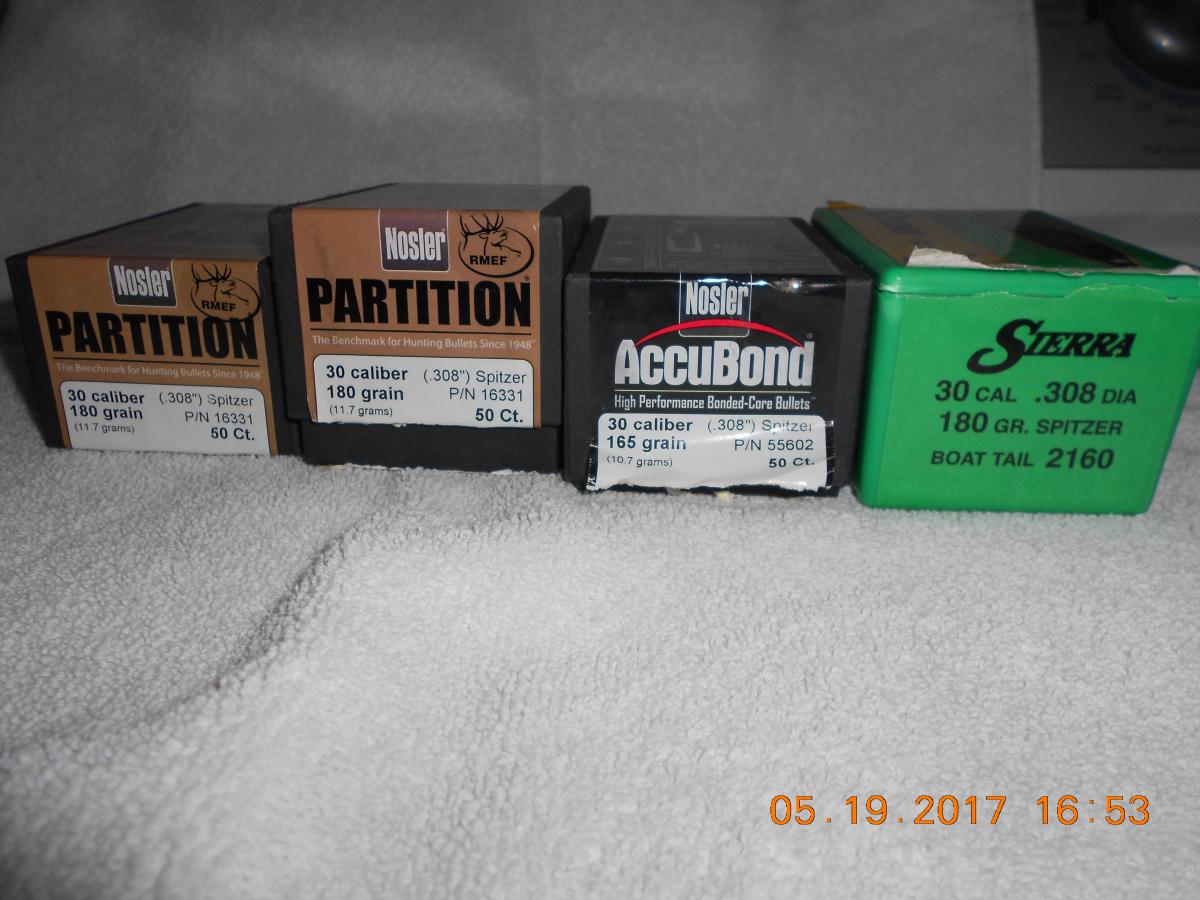 Nosler
RMEF
PARTITION
The Benchmark for Hunting Bullets Since 1948™
30 caliber (.308") Spitzer
180 grain P/N 16331
(11.7 grams) 50 Ct.
Nosler®
RMEF
PARTITION®
The Benchmark for Hunting Bullets Since 1948™
30 caliber (.308") Spitzer
180 grain P/N 16331
(11.7 grams) 50 Ct.
Nosler
AccuBond®
High Performance Bonded-Core Bullets™
30 caliber (.308") Spitzer
165 grain P/N 55602
(10.7 grams) 50 Ct.
SIERRA
30 CAL .308 DIA
180 GR. SPITZER
BOAT TAIL 2160
05.19.2017 16:53